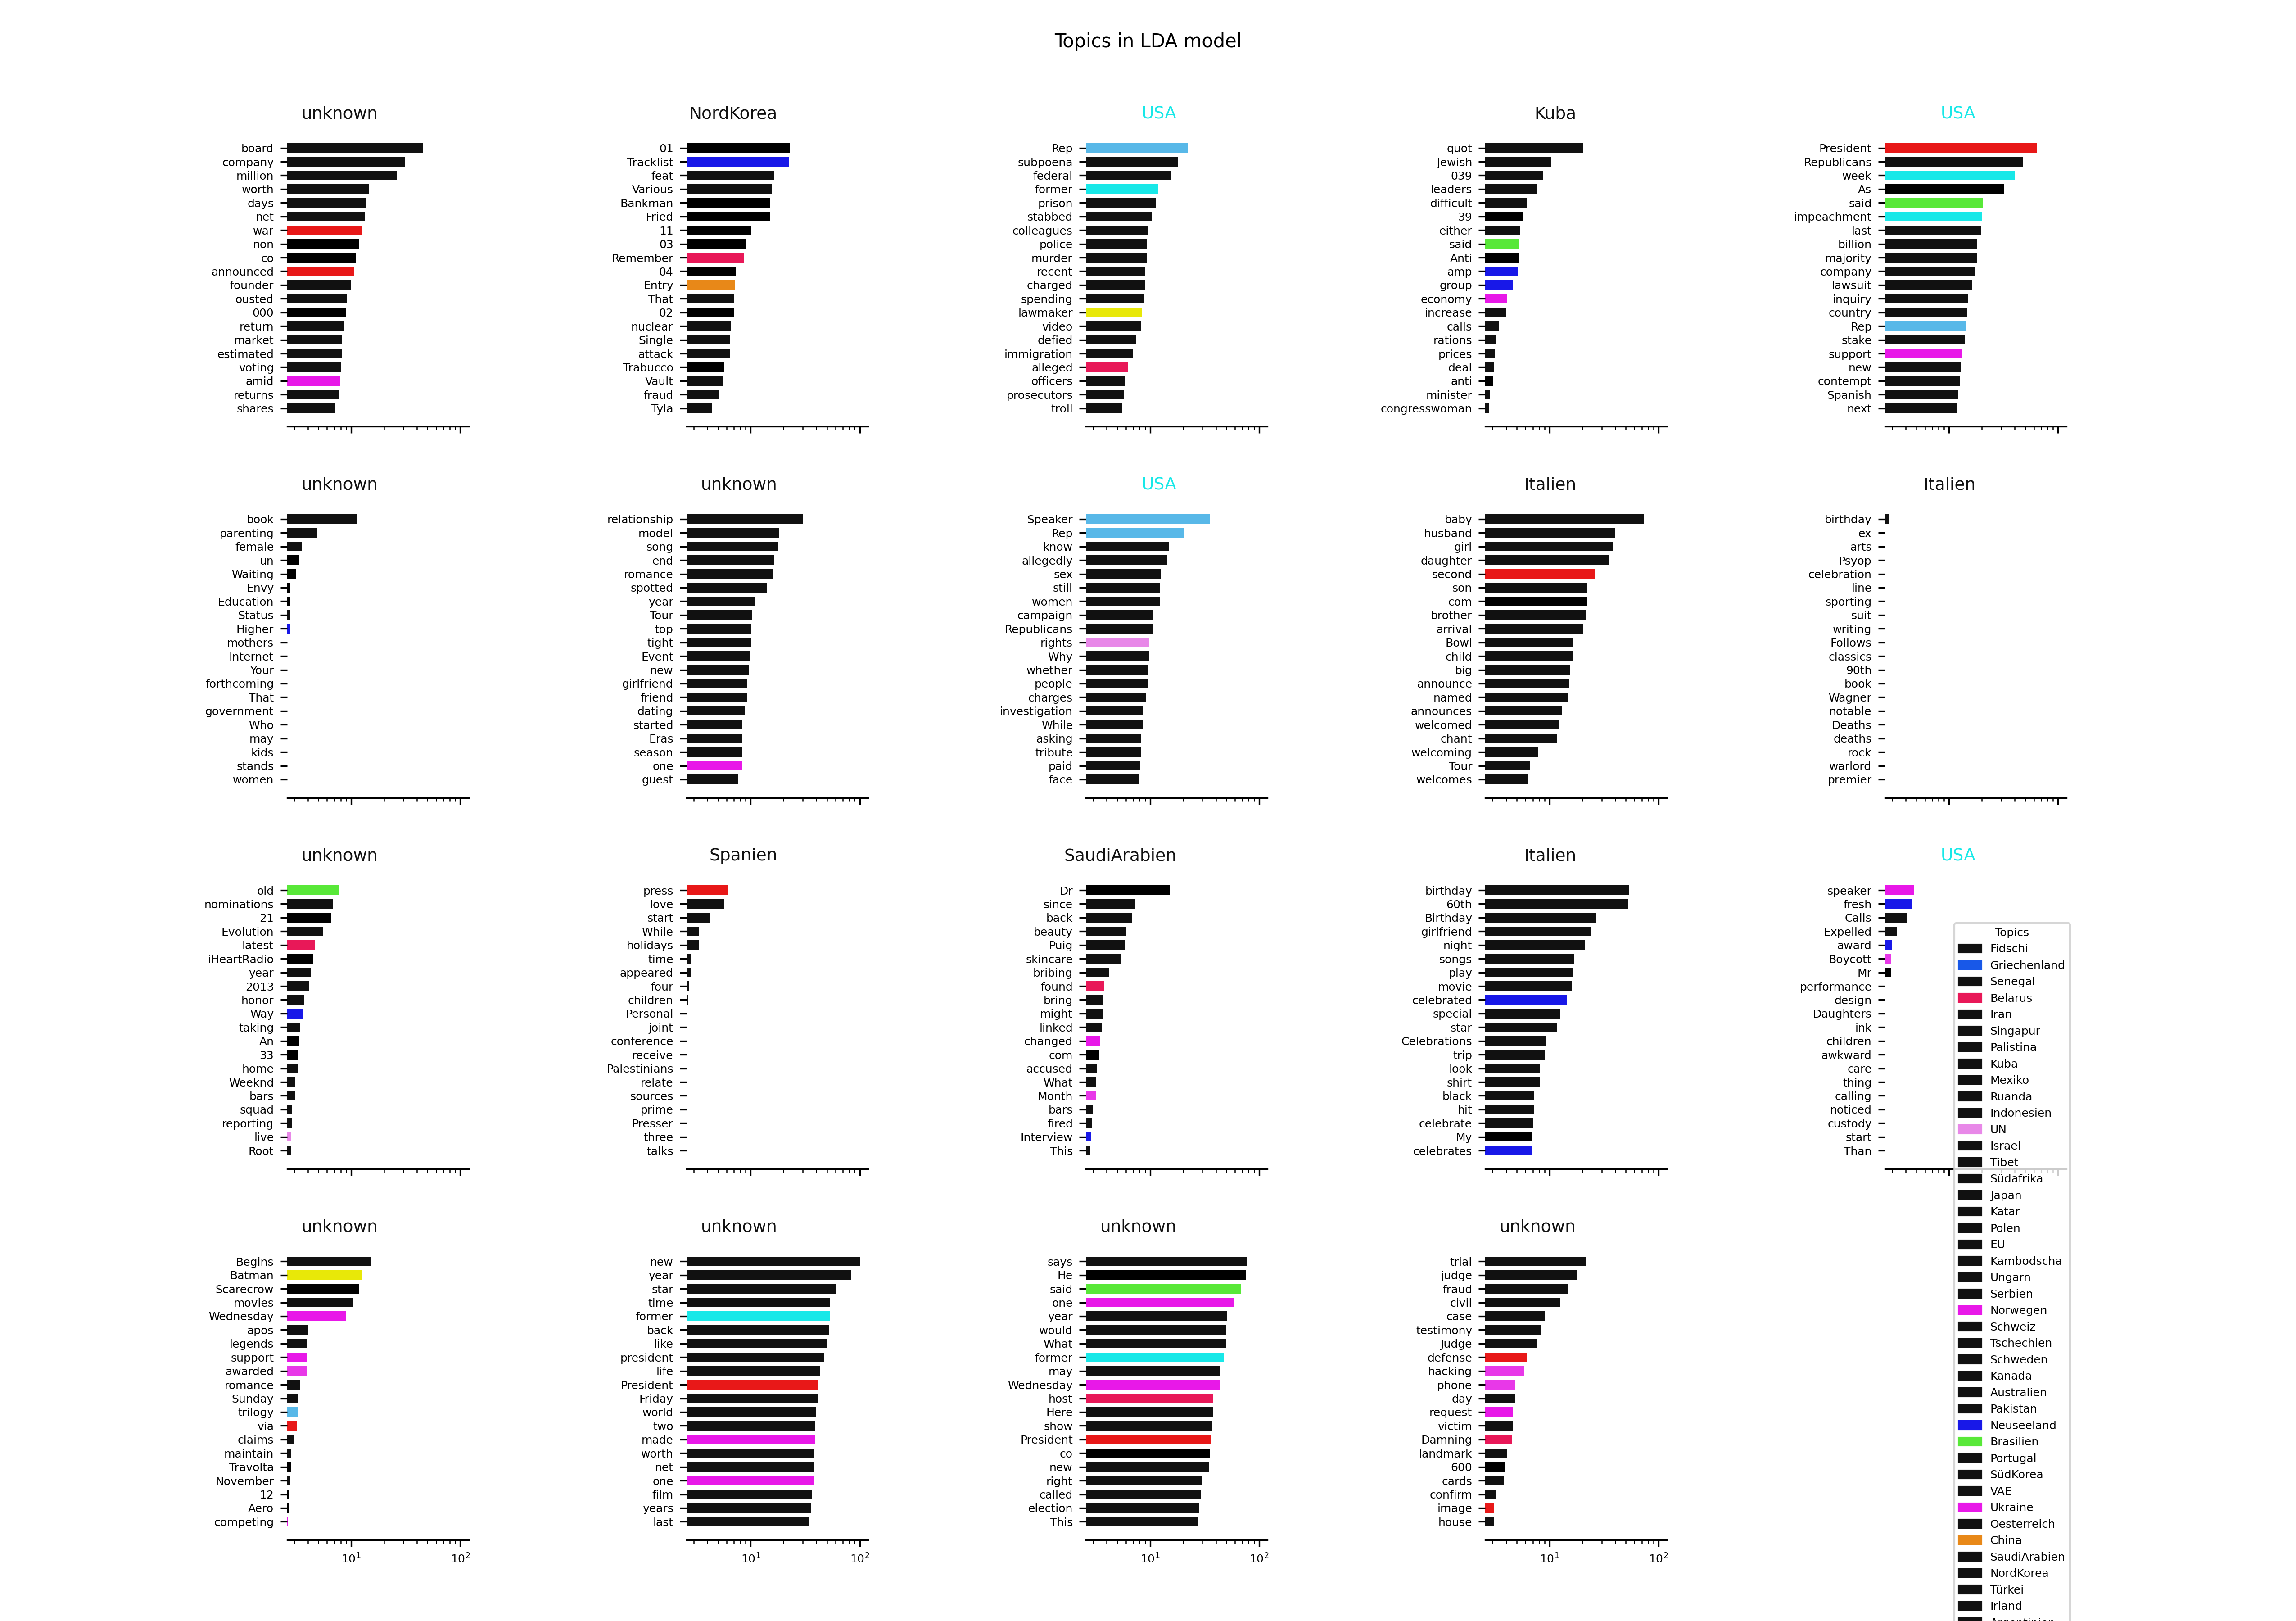 Topics in LDA model
unknown
board
company
million
worth
days
net
war
non
co
announced
founder
ousted
000
return
market
estimated
voting
amid
returns
shares
NordKorea
01
Tracklist
feat
Various
Bankman
Fried
11
03
Remember
04
Entry
That
02
nuclear
Single
attack
Trabucco
Vault
fraud
Tyla
USA
Rep
subpoena
federal
former
prison
stabbed
colleagues
police
murder
recent
charged
spending
lawmaker
video
defied
immigration
alleged
officers
prosecutors
troll
Kuba
quot
Jewish
039
leaders
difficult
39
either
said
Anti
amp
group
economy
increase
calls
rations
prices
deal
anti
minister
congresswoman
USA
President
Republicans
week
As
said
impeachment
last
billion
majority
company
lawsuit
inquiry
country
Rep
stake
support
new
contempt
Spanish
next
unknown
book
parenting
female
un
Waiting
Envy
Education
Status
Higher
mothers
Internet
Your
forthcoming
That
government
Who
may
kids
stands
women
unknown
relationship
model
song
end
romance
spotted
year
Tour
top
tight
Event
new
girlfriend
friend
dating
started
Eras
season
one
guest
USA
Speaker
Rep
know
allegedly
sex
still
women
campaign
Republicans
rights
Why
whether
people
charges
investigation
While
asking
tribute
paid
face
Italien
baby
husband
girl
daughter
second
son
com
brother
arrival
Bowl
child
big
announce
named
announces
welcomed
chant
welcoming
Tour
welcomes
Italien
birthday
ex
arts
Psyop
celebration
line
sporting
suit
writing
Follows
classics
90th
book
Wagner
notable
Deaths
deaths
rock
warlord
premier
unknown
old
nominations
21
Evolution
latest
iHeartRadio
year
2013
honor
Way
taking
An
33
home
Weeknd
bars
squad
reporting
live
Root
Spanien
press
love
start
While
holidays
time
appeared
four
children
Personal
joint
conference
receive
Palestinians
relate
sources
prime
Presser
three
talks
SaudiArabien
Dr
since
back
beauty
Puig
skincare
bribing
found
bring
might
linked
changed
com
accused
What
Month
bars
fired
Interview
This
Italien
birthday
60th
Birthday
girlfriend
night
songs
play
movie
celebrated
special
star
Celebrations
trip
look
shirt
black
hit
celebrate
My
celebrates
USA
speaker
fresh
Calls
Expelled
award
Boycott
Mr
performance
design
Daughters
ink
children
awkward
care
thing
calling
noticed
custody
start
Than
unknown
Begins
Batman
Scarecrow
movies
Wednesday
apos
legends
support
awarded
romance
Sunday
trilogy
via
claims
maintain
Travolta
November
12
Aero
competing
10¹ 10²
unknown
new
year
star
time
former
back
like
president
life
President
Friday
world
two
made
worth
net
one
film
years
last
10¹ 10²
unknown
says
He
said
one
year
would
What
former
may
Wednesday
host
Here
show
President
co
new
right
called
election
This
10¹ 10²
unknown
trial
judge
fraud
civil
case
testimony
Judge
defense
hacking
phone
day
request
victim
Damning
landmark
600
cards
confirm
image
house
10¹ 10²
Topics
Fidschi
Griechenland
Senegal
Belarus
Iran
Singapur
Palistina
Kuba
Mexiko
Ruanda
Indonesien
UN
Israel
Tibet
Südafrika
Japan
Katar
Polen
EU
Kambodscha
Ungarn
Serbien
Norwegen
Schweiz
Tschechien
Schweden
Kanada
Australien
Pakistan
Neuseeland
Brasilien
Portugal
SüdKorea
VAE
Ukraine
Oesterreich
China
SaudiArabien
NordKorea
Türkei
Irland